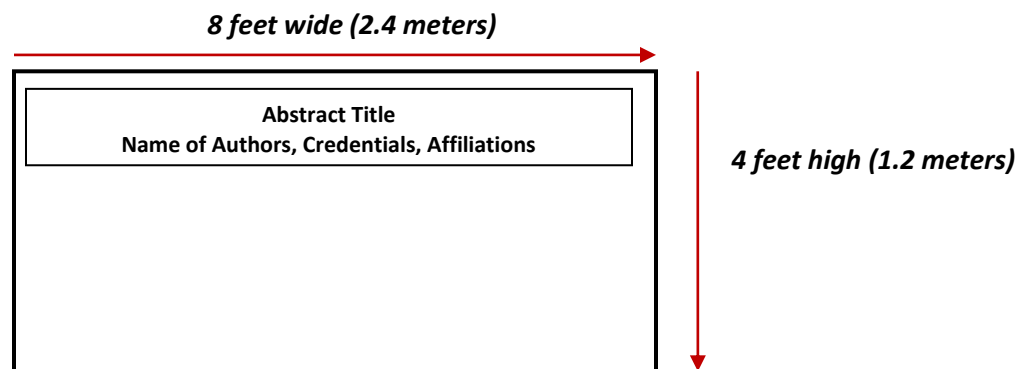 8 feet wide (2.4 meters)
Abstract Title
Name of Authors, Credentials, Affiliations
4 feet high (1.2 meters)